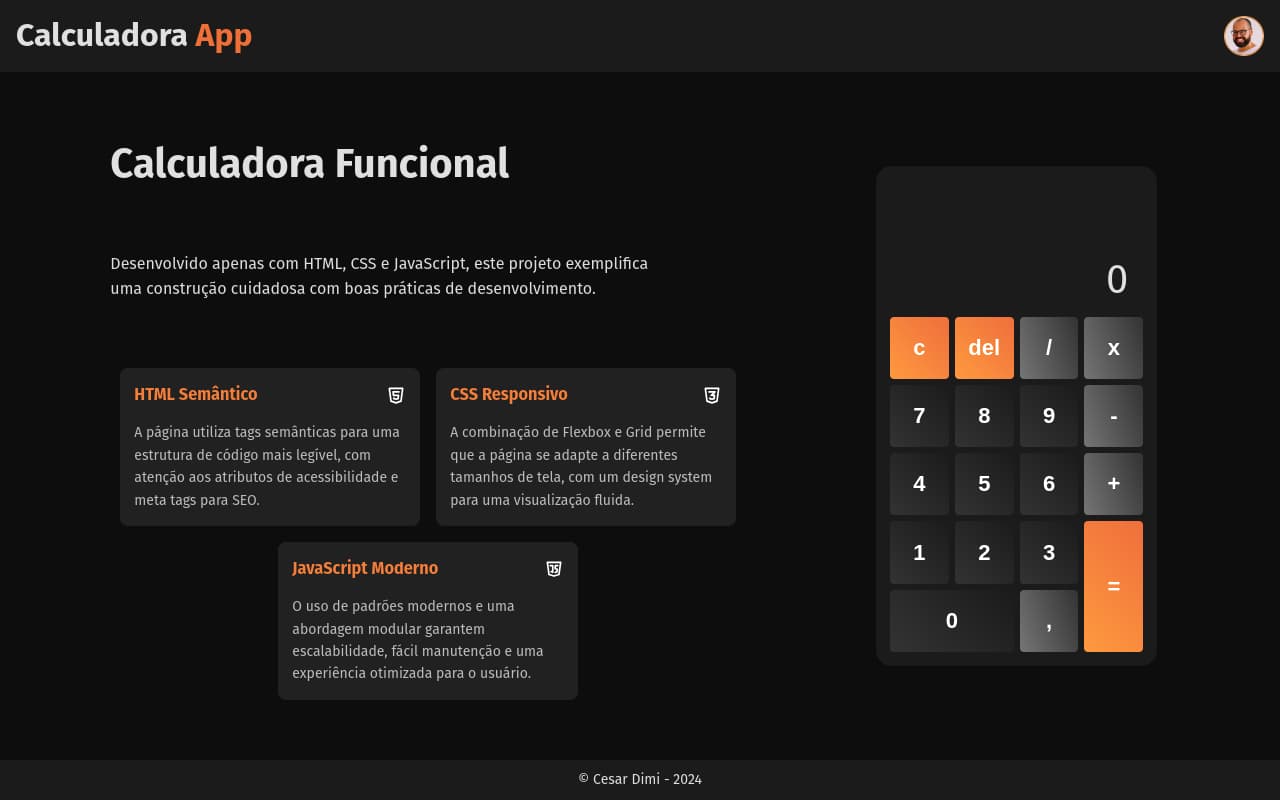 Calculadora App
Calculadora Funcional
Desenvolvido apenas com HTML, CSS e JavaScript, este projeto exemplifica
uma construção cuidadosa com boas práticas de desenvolvimento.
HTML Semântico
5
A página utiliza tags semânticas para uma
estrutura de código mais legível, com
atenção aos atributos de acessibilidade e
meta tags para SEO.
CSS Responsivo
3
A combinação de Flexbox e Grid permite
que a página se adapte a diferentes
tamanhos de tela, com um design system
para uma visualização fluida.
JavaScript Moderno
JS
O uso de padrões modernos e uma
abordagem modular garantem
escalabilidade, fácil manutenção e uma
experiência otimizada para o usuário.
0
c del / x
7 8 9 -
4 5 6 +
1 2 3 =
0 ,
© Cesar Dimi - 2024